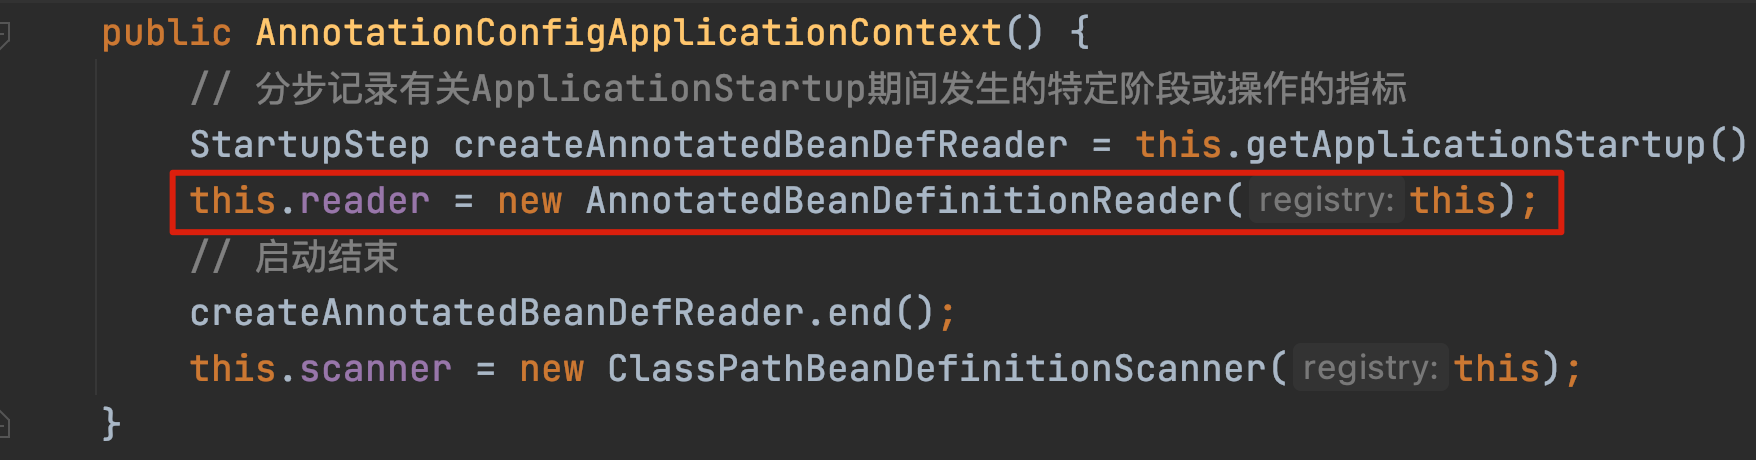 public AnnotationConfigApplicationContext() {
// 分步记录有关ApplicationStartup期间发生的特定阶段或操作的指标
StartupStep createAnnotatedBeanDefReader = this.getApplicationStartup()
this.reader = new AnnotatedBeanDefinitionReader( registry: this);
// 启动结束
createAnnotatedBeanDefReader.end();
this.scanner = new ClassPathBeanDefinitionScanner( registry: this);
}